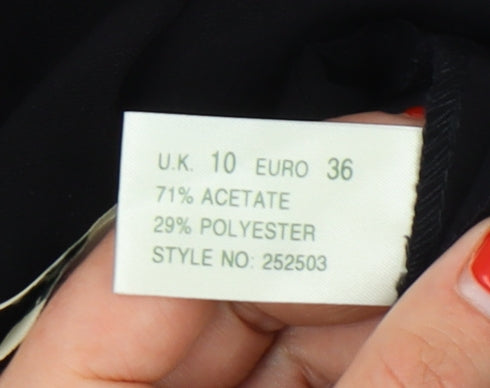 U.K. 10 EURO 36
71% ACETATE
29% POLYESTER
STYLE NO: 252503